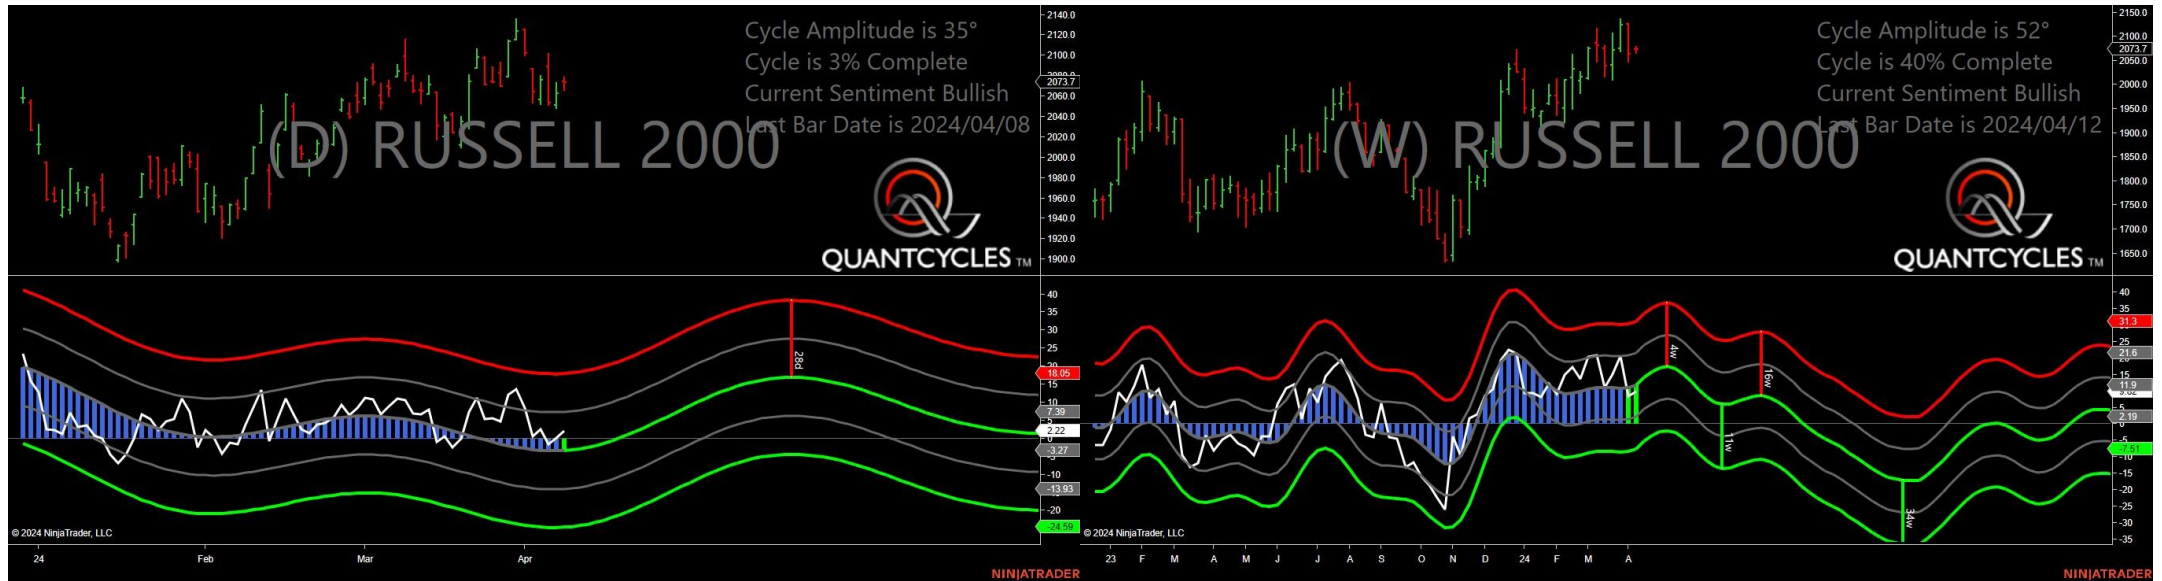 Cycle Amplitude is 35°
Cycle is 3% Complete
Current Sentiment Bullish
Last Bar Date is 2024/04/08
(D) RUSSELL 2000
QUANTCYCLES TM
2140.0
2120.0
2100.0
2073.7
2060.0
2040.0
2020.0
2000.0
1980.0
1960.0
1940.0
1920.0
1900.0
28d
40
35
30
25
20
18.05
15
10
7.39
2.22
-3.27
-10
-13.93
-20
-24.59
© 2024 NinjaTrader, LLC
24 Feb Mar Apr
NINJATRADER
Cycle Amplitude is 52°
Cycle is 40% Complete
Current Sentiment Bullish
Last Bar Date is 2024/04/12
(W) RUSSELL 2000
QUANTCYCLES TM
2150.0
2100.0
2073.7
2050.0
2000.0
1950.0
1900.0
1850.0
1800.0
1750.0
1700.0
1650.0
4w
16w
11w
34w
40
35
31.3
25
21.6
15
11.9
2.19
-5
-7.51
-10
-15
-20
-25
-30
-35
© 2024 NinjaTrader, LLC
23 F M A M J J A S O N D 24 F M A
NINJATRADER